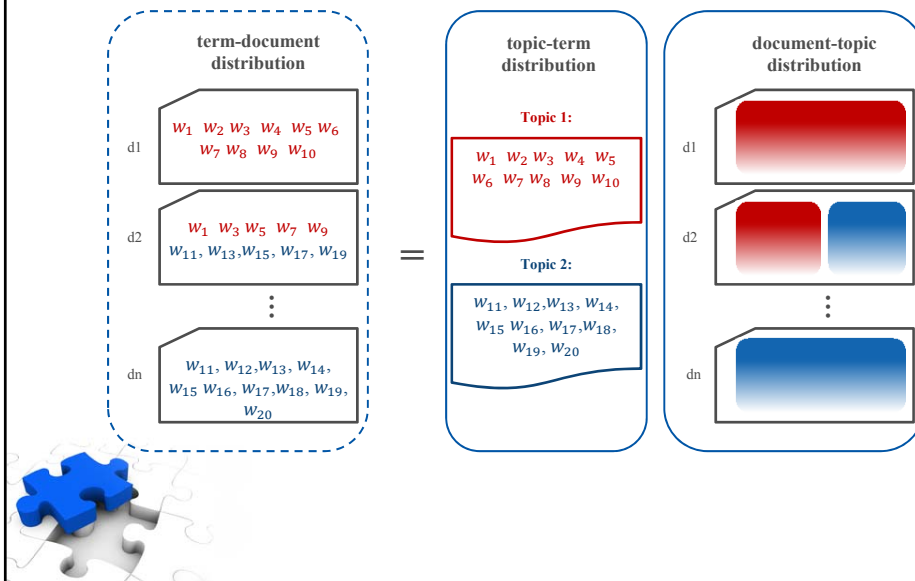 term-document
distribution
d1
w₁ w₂ w₃ w₄ w₅ w₆
w₇ w₈ w₉ w₁₀
d2
w₁ w₃ w₅ w₇ w₉
w₁₁, w₁₃,w₁₅, w₁₇, w₁₉
⋮
dn
w₁₁, w₁₂,w₁₃, w₁₄,
w₁₅ w₁₆, w₁₇,w₁₈, w₁₉,
w₂₀
=
topic-term
distribution
Topic 1:
w₁ w₂ w₃ w₄ w₅
w₆ w₇ w₈ w₉ w₁₀
Topic 2:
w₁₁, w₁₂,w₁₃, w₁₄,
w₁₅ w₁₆, w₁₇,w₁₈,
w₁₉, w₂₀
document-topic
distribution
d1
d2
⋮
dn